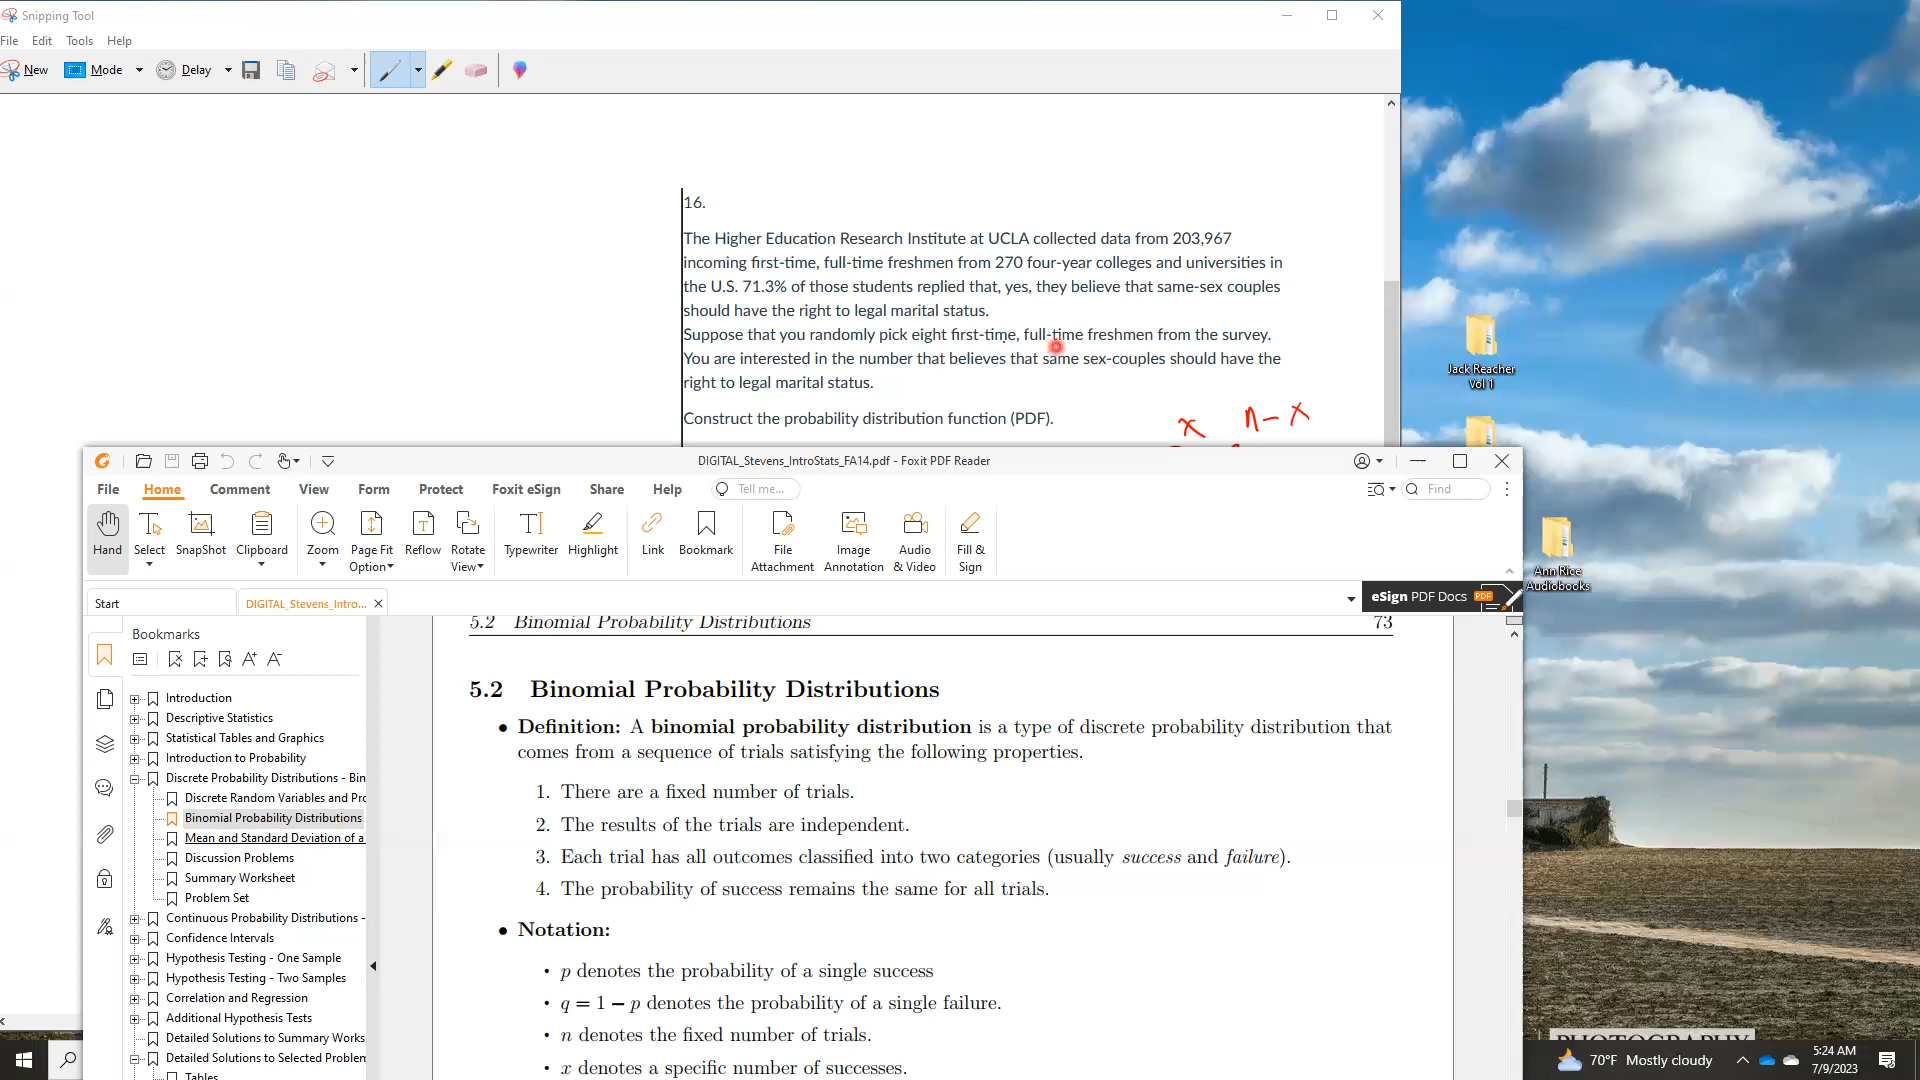 Snipping Tool
File Edit Tools Help
New Mode Delay
16.
The Higher Education Research Institute at UCLA collected data from 203,967
incoming first-time, full-time freshmen from 270 four-year colleges and universities in
the U.S. 71.3% of those students replied that, yes, they believe that same-sex couples
should have the right to legal marital status.
Suppose that you randomly pick eight first-time, full-time freshmen from the survey.
You are interested in the number that believes that same sex-couples should have the
right to legal marital status.
Construct the probability distribution function (PDF).
x n - x
DIGITAL_Stevens_IntroStats_FA14.pdf - Foxit PDF Reader
File Home Comment View Form Protect Foxit eSign Share Help Tell me... Find
Hand Select SnapShot Clipboard Zoom Page Fit Option Reflow Rotate View Typewriter Highlight Link Bookmark File Attachment Image Annotation Audio & Video Fill & Sign
Start DIGITAL_Stevens_Intro... eSign PDF Docs PDF
Bookmarks
Introduction
Descriptive Statistics
Statistical Tables and Graphics
Introduction to Probability
Discrete Probability Distributions - Bin
Discrete Random Variables and Pro
Binomial Probability Distributions
Mean and Standard Deviation of a
Discussion Problems
Summary Worksheet
Problem Set
Continuous Probability Distributions -
Confidence Intervals
Hypothesis Testing - One Sample
Hypothesis Testing - Two Samples
Correlation and Regression
Additional Hypothesis Tests
Detailed Solutions to Summary Works
Detailed Solutions to Selected Problem
Tables
5.2 Binomial Probability Distributions 73
5.2 Binomial Probability Distributions
• Definition: A binomial probability distribution is a type of discrete probability distribution that
comes from a sequence of trials satisfying the following properties.
1. There are a fixed number of trials.
2. The results of the trials are independent.
3. Each trial has all outcomes classified into two categories (usually success and failure).
4. The probability of success remains the same for all trials.
• Notation:
• p denotes the probability of a single success
• q = 1 − p denotes the probability of a single failure.
• n denotes the fixed number of trials.
• x denotes a specific number of successes.
Jack Reacher
Vol 1
Ann Rice
Audiobooks
PHOTOGRAPHY
70°F Mostly cloudy
5:24 AM
7/9/2023